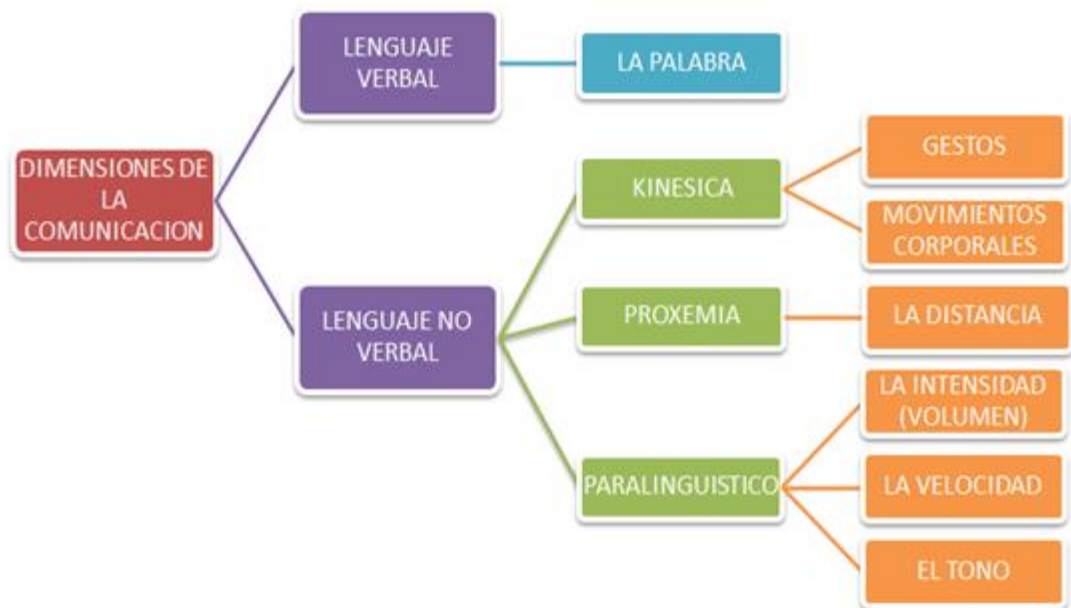 LENGUAJE
VERBAL
LA PALABRA
DIMENSIONES DE
LA
COMUNICACION
GESTOS
KINESICA
MOVIMIENTOS
CORPORALES
LENGUAJE NO
VERBAL
PROXEMIA
LA DISTANCIA
LA INTENSIDAD
(VOLUMEN)
PARALINGUISTICO
LA VELOCIDAD
EL TONO